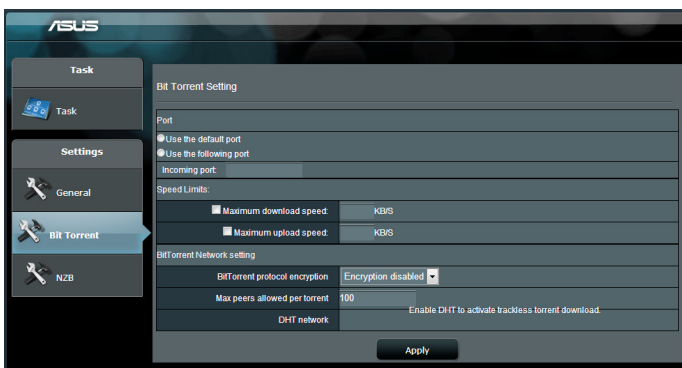 ASUS
Task
Task
Settings
General
Bit Torrent
NZB
Bit Torrent Setting
Port
Use the default port
Use the following port
Incoming port:
Speed Limits:
Maximum download speed: KB/S
Maximum upload speed: KB/S
BitTorrent Network setting
BitTorrent protocol encryption Encryption disabled
Max peers allowed per torrent 100
DHT network Enable DHT to activate trackless torrent download.
Apply